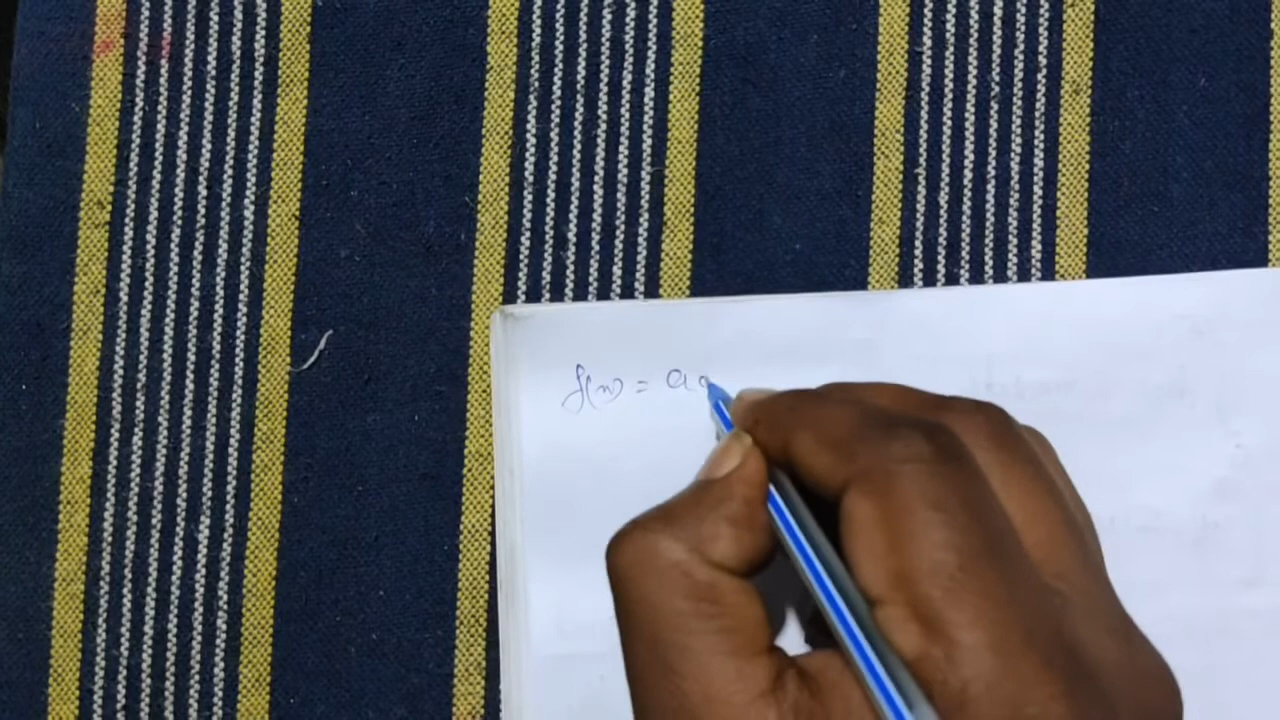 f(x) = a